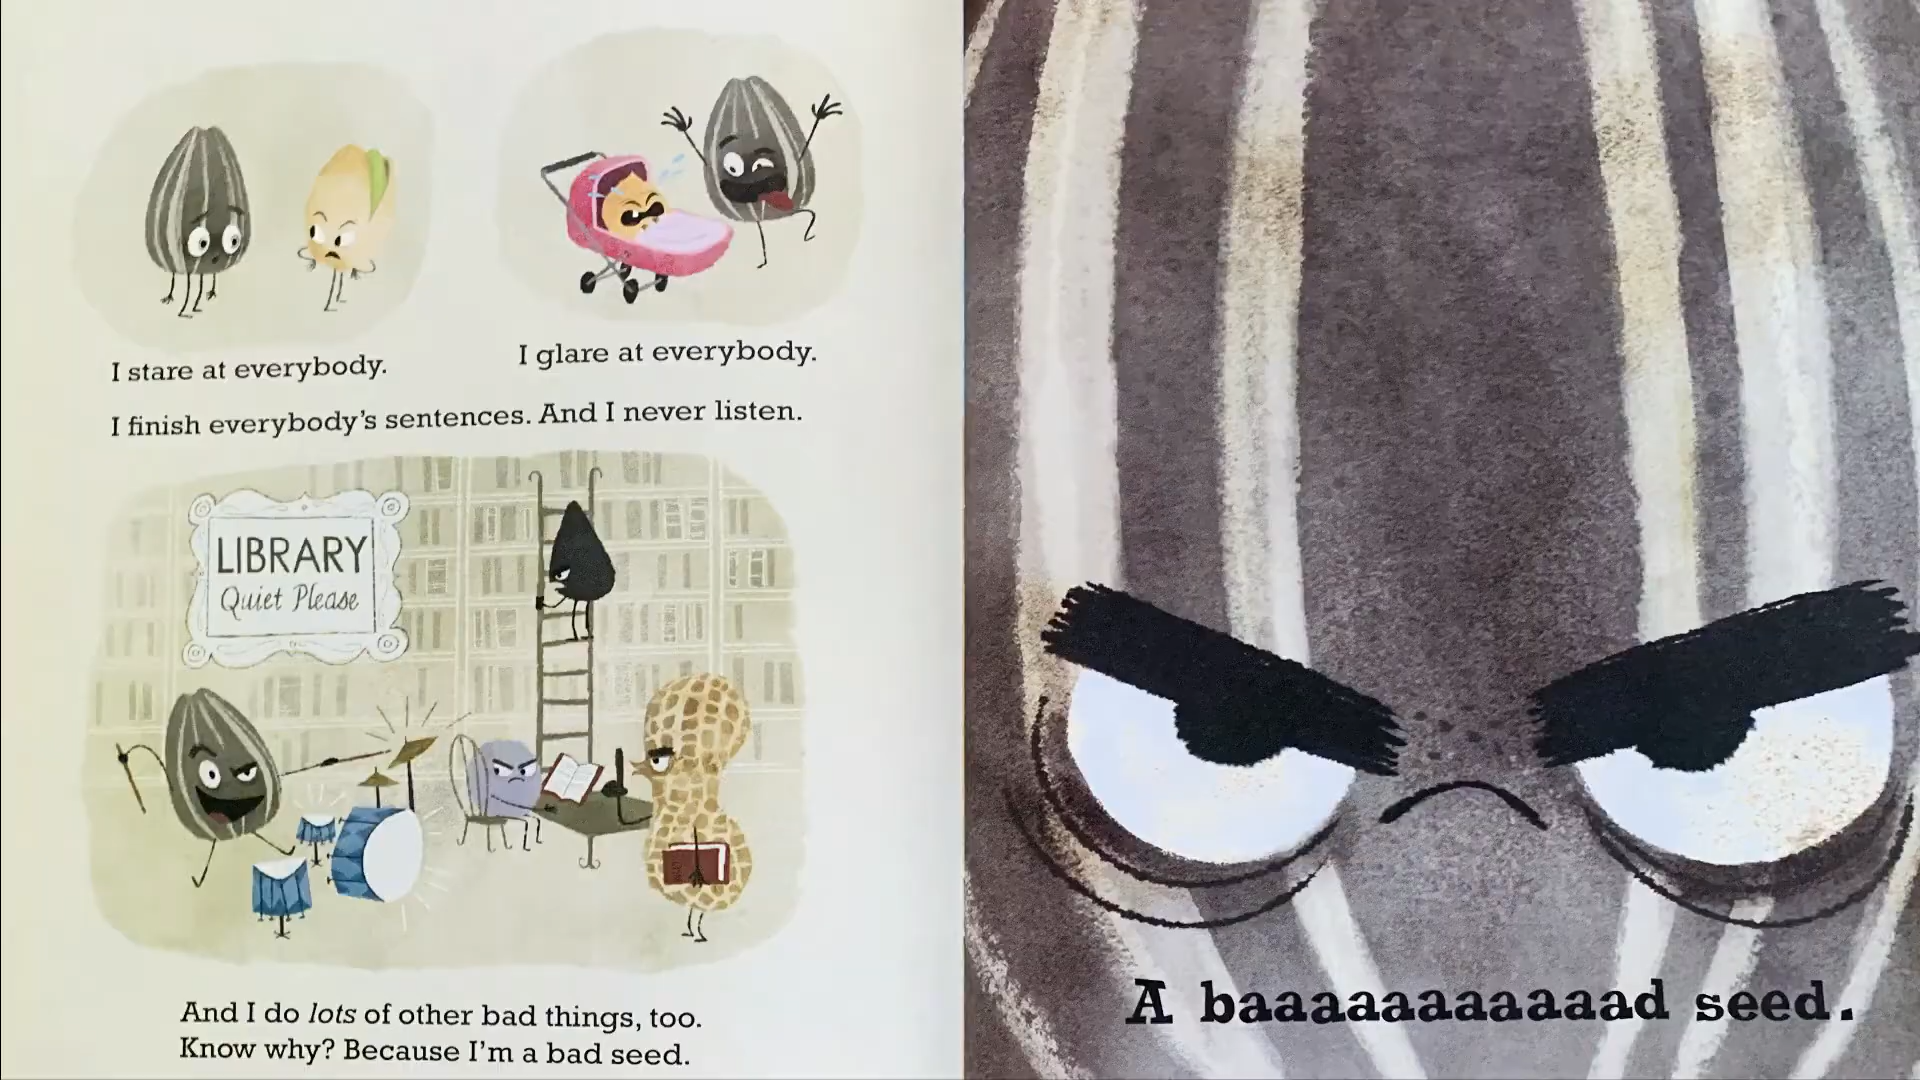 I stare at everybody.
I glare at everybody.
I finish everybody's sentences. And I never listen.
LIBRARY
Quiet Please
And I do lots of other bad things, too.
Know why? Because I'm a bad seed.
A baaaaaaaaaaaad seed.